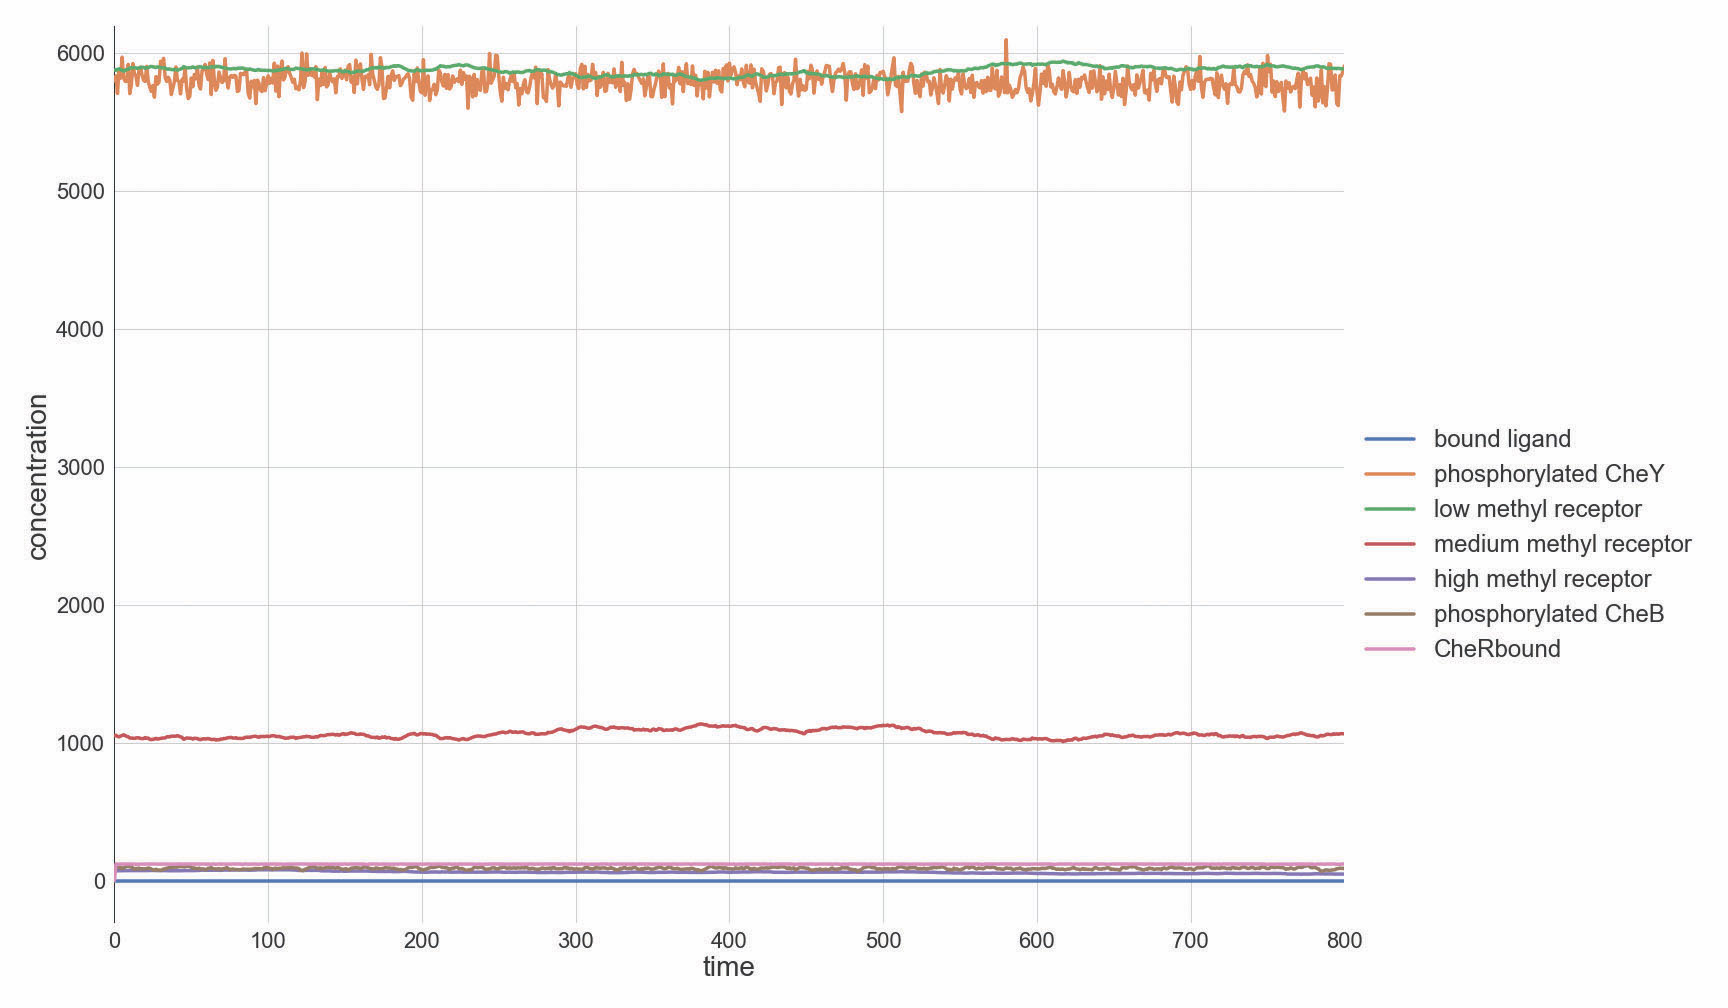 6000
5000
4000
3000
2000
1000
0
concentration
0 100 200 300 400 500 600 700 800
time
bound ligand
phosphorylated CheY
low methyl receptor
medium methyl receptor
high methyl receptor
phosphorylated CheB
CheRbound